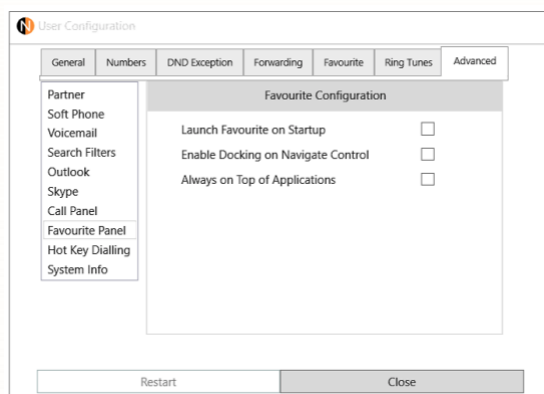 User Configuration
General Numbers DND Exception Forwarding Favourite Ring Tunes Advanced
Partner
Soft Phone
Voicemail
Search Filters
Outlook
Skype
Call Panel
Favourite Panel
Hot Key Dialling
System Info
Favourite Configuration
Launch Favourite on Startup
Enable Docking on Navigate Control
Always on Top of Applications
Restart Close